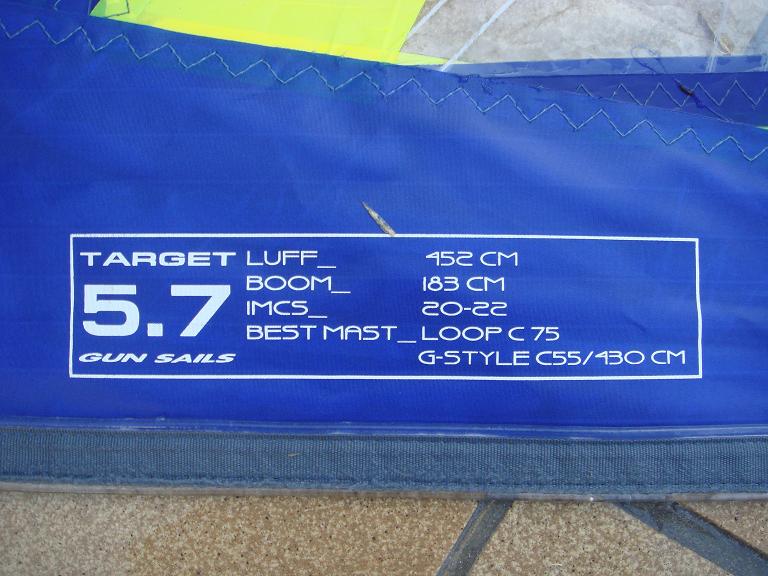 TARGET LUFF_ 452 CM
5.7 BOOM_ 183 CM
IMCS_ 20-22
BEST MAST_ LOOP C 75
GUN SAILS G-STYLE C55/430 CM